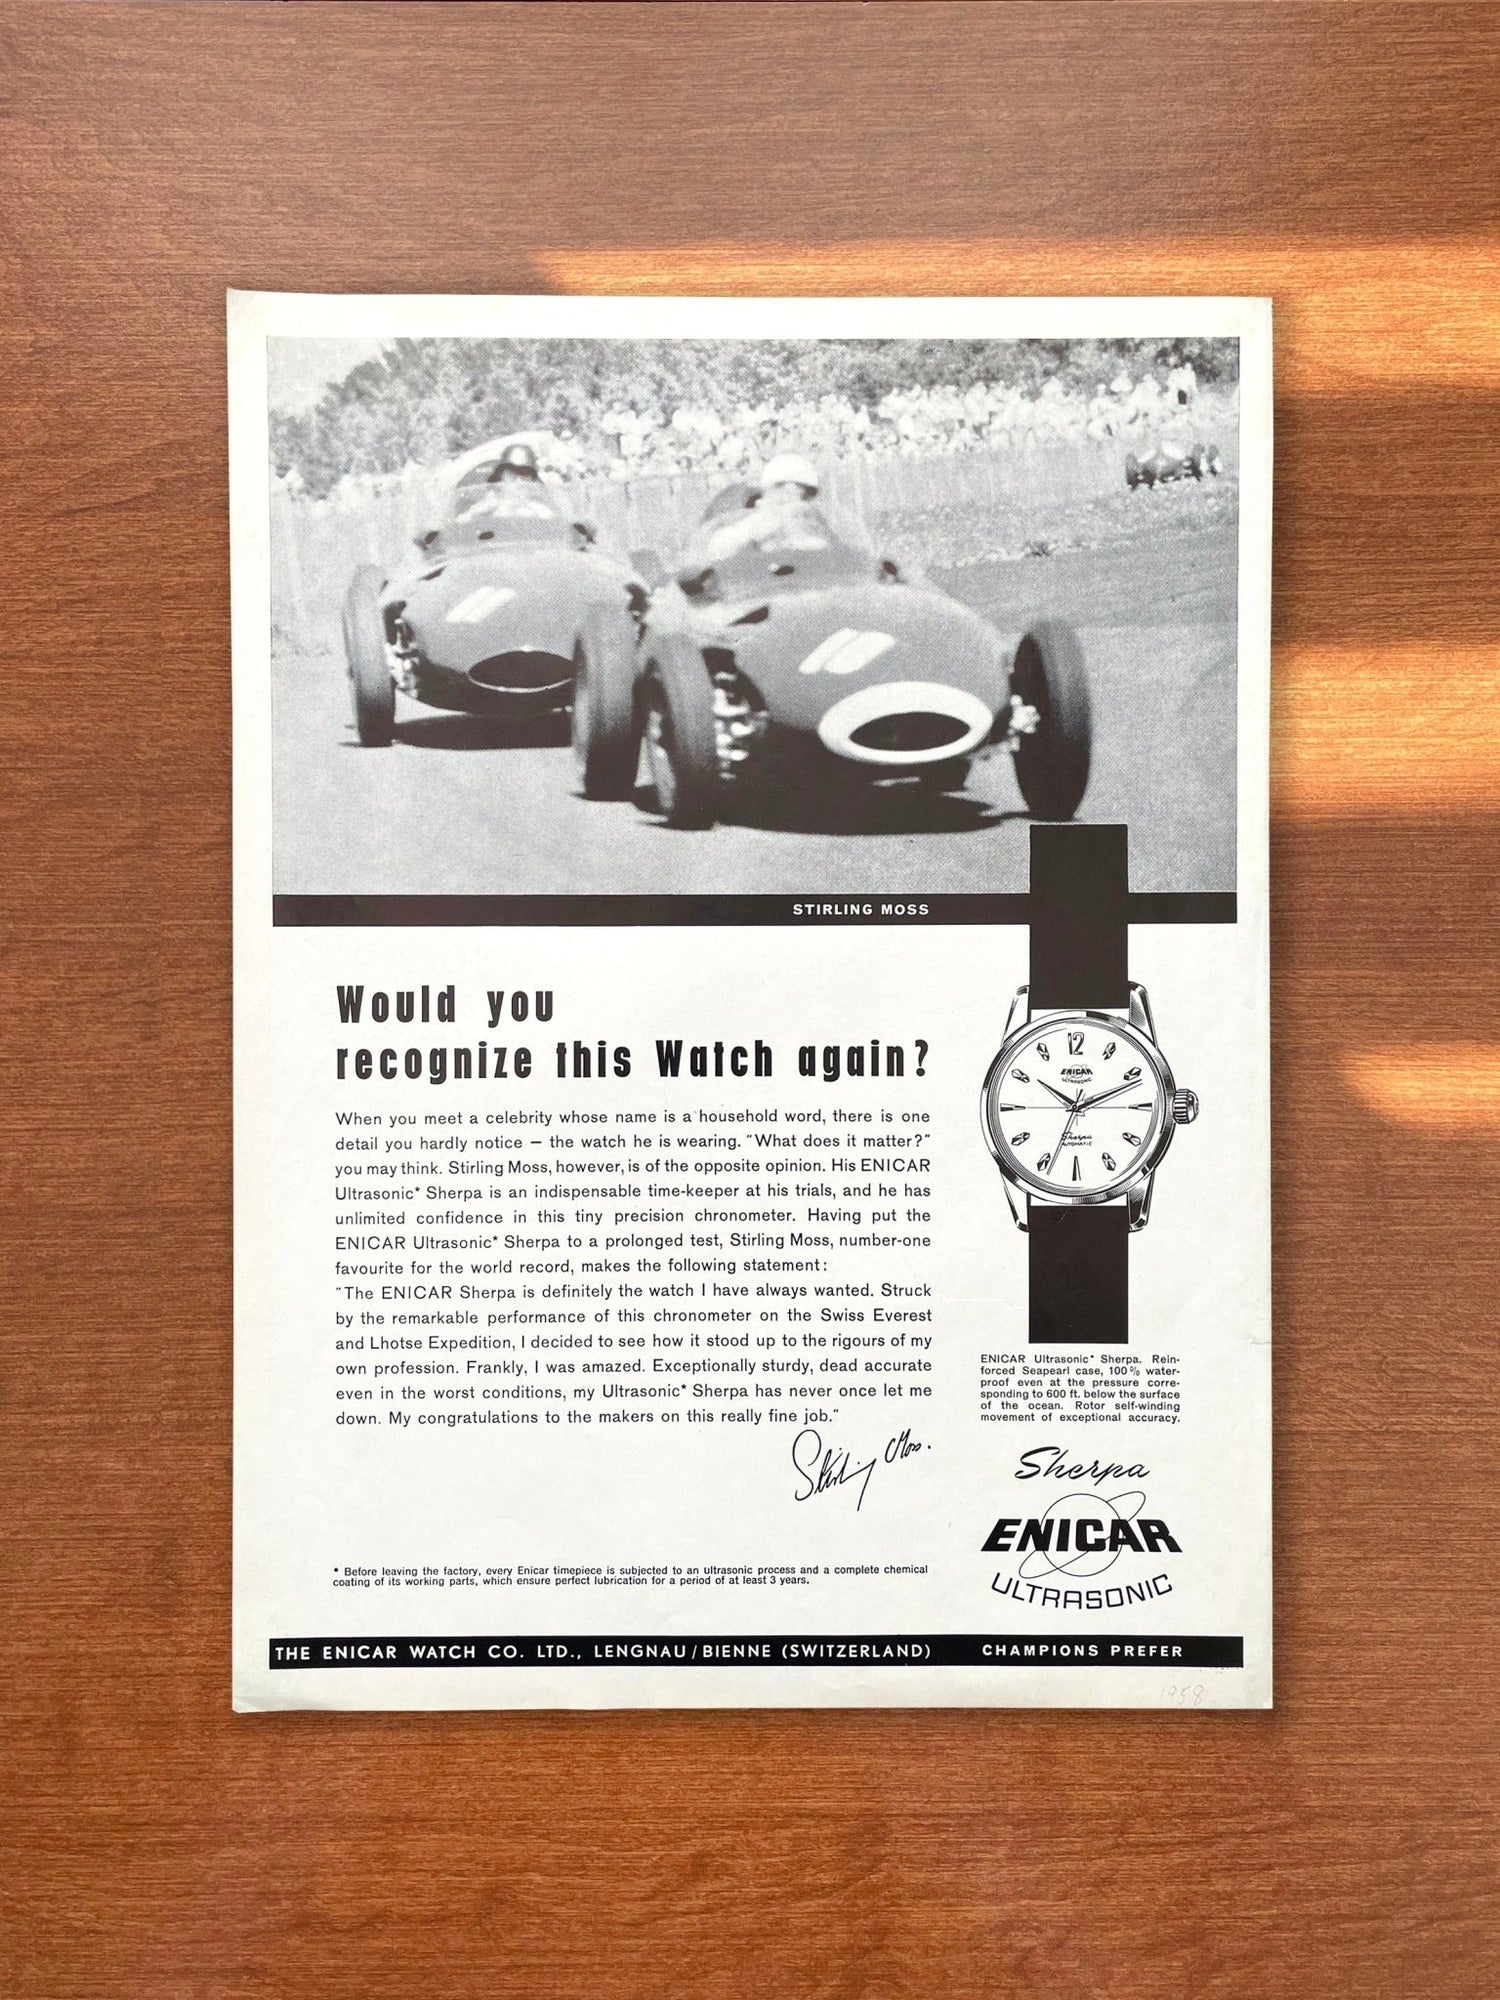 STIRLING MOSS
Would you
recognize this Watch again?
When you meet a celebrity whose name is a household word, there is one
detail you hardly notice – the watch he is wearing. "What does it matter?"
you may think. Stirling Moss, however, is of the opposite opinion. His ENICAR
Ultrasonic* Sherpa is an indispensable time-keeper at his trials, and he has
unlimited confidence in this tiny precision chronometer. Having put the
ENICAR Ultrasonic* Sherpa to a prolonged test, Stirling Moss, number-one
favourite for the world record, makes the following statement:
"The ENICAR Sherpa is definitely the watch I have always wanted. Struck
by the remarkable performance of this chronometer on the Swiss Everest
and Lhotse Expedition, I decided to see how it stood up to the rigours of my
own profession. Frankly, I was amazed. Exceptionally sturdy, dead accurate
even in the worst conditions, my Ultrasonic* Sherpa has never once let me
down. My congratulations to the makers on this really fine job."
Stirling Moss.
* Before leaving the factory, every Enicar timepiece is subjected to an ultrasonic process and a complete chemical
coating of its working parts, which ensure perfect lubrication for a period of at least 3 years.
12
ENICAR
ULTRASONIC
Sherpa
AUTOMATIC
ENICAR Ultrasonic* Sherpa. Rein-
forced Seapearl case, 100% water-
proof even at the pressure corre-
sponding to 600 ft. below the surface
of the ocean. Rotor self-winding
movement of exceptional accuracy.
Sherpa
ENICAR
ULTRASONIC
THE ENICAR WATCH CO. LTD., LENGNAU/BIENNE (SWITZERLAND)
CHAMPIONS PREFER
1958